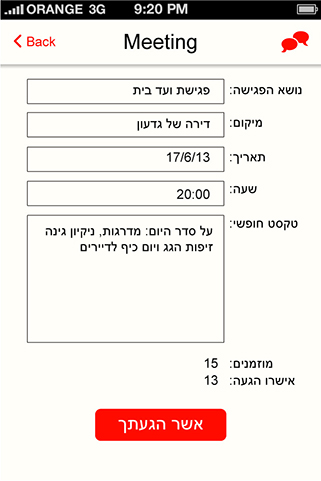 ORANGE 3G 9:20 PM
Back Meeting
נושא הפגישה: פגישת ועד בית
מיקום: דירה של גדעון
תאריך: 17/6/13
שעה: 20:00
טקסט חופשי: על סדר היום: מדרגות, ניקיון גינה
זיפות הגג ויום כיף לדיירים
מוזמנים: 15
אישרו הגעה: 13
אשר הגעתך